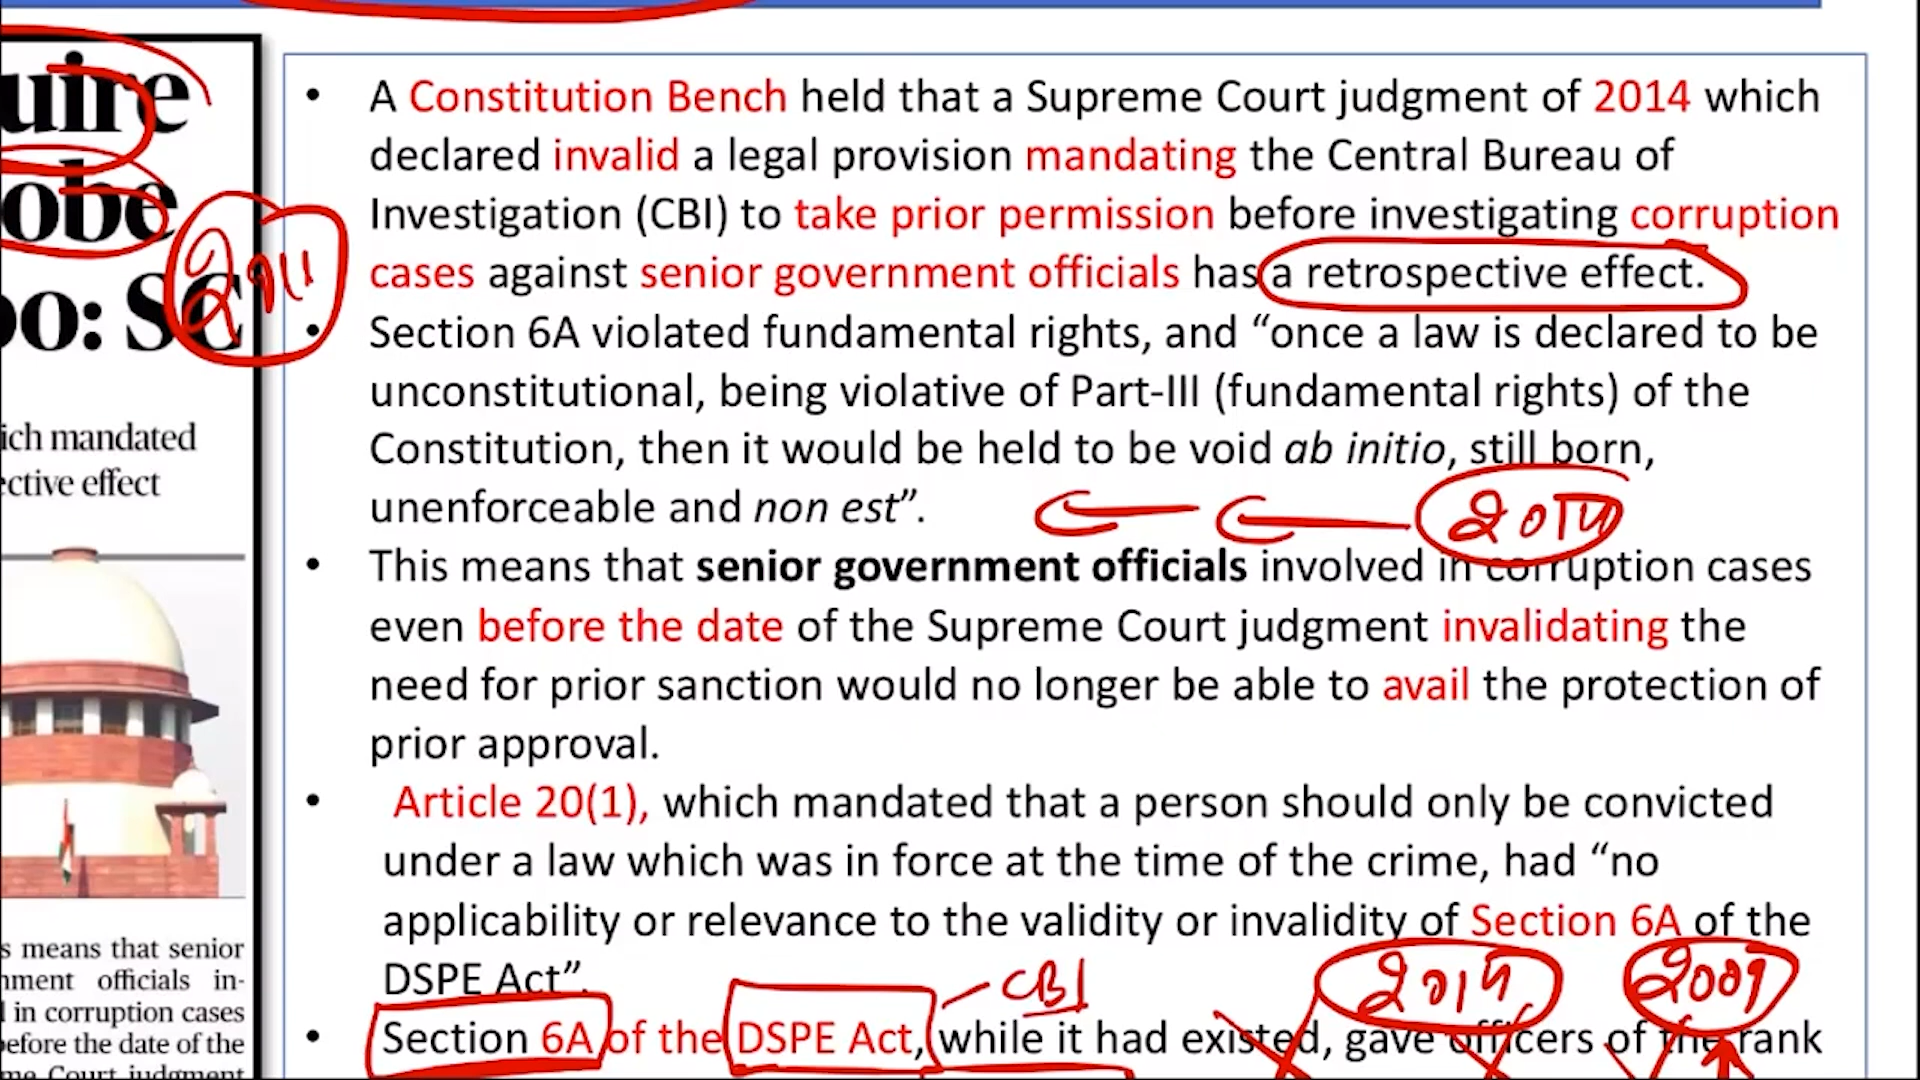 uire
obe
oo: SC
ich mandated
ective effect
s means that senior
nment officials in-
in corruption cases
efore the date of the
me Court judgment
2011
• A Constitution Bench held that a Supreme Court judgment of 2014 which
declared invalid a legal provision mandating the Central Bureau of
Investigation (CBI) to take prior permission before investigating corruption
cases against senior government officials has a retrospective effect.
• Section 6A violated fundamental rights, and “once a law is declared to be
unconstitutional, being violative of Part-III (fundamental rights) of the
Constitution, then it would be held to be void ab initio, still born,
unenforceable and non est”.
2014
• This means that senior government officials involved in corruption cases
even before the date of the Supreme Court judgment invalidating the
need for prior sanction would no longer be able to avail the protection of
prior approval.
• Article 20(1), which mandated that a person should only be convicted
under a law which was in force at the time of the crime, had “no
applicability or relevance to the validity or invalidity of Section 6A of the
DSPE Act”.
CBI 2014 2009
• Section 6A of the DSPE Act, while it had existed, gave officers of the rank